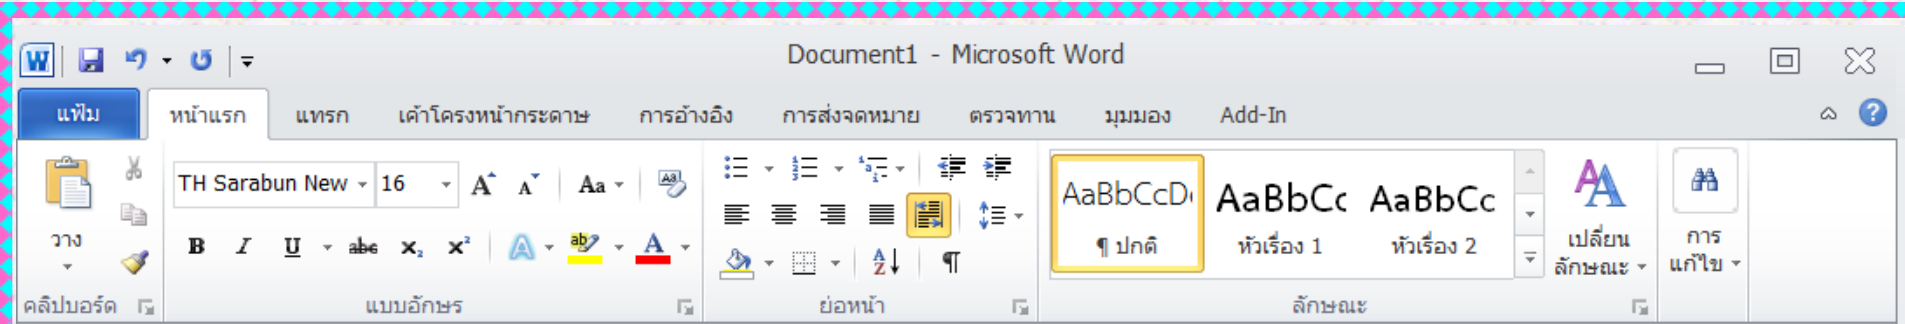 Document1 - Microsoft Word
แฟ้ม หน้าแรก แทรก เค้าโครงหน้ากระดาษ การอ้างอิง การส่งจดหมาย ตรวจทาน มุมมอง Add-In
วาง
TH Sarabun New 16 A A Aa
B I U abc x₂ x² A ab A
A Z ¶
AaBbCcD AaBbCc AaBbCc
¶ ปกติ หัวเรื่อง 1 หัวเรื่อง 2
เปลี่ยน
ลักษณะ
การ
แก้ไข
คลิปบอร์ด แบบอักษร ย่อหน้า ลักษณะ